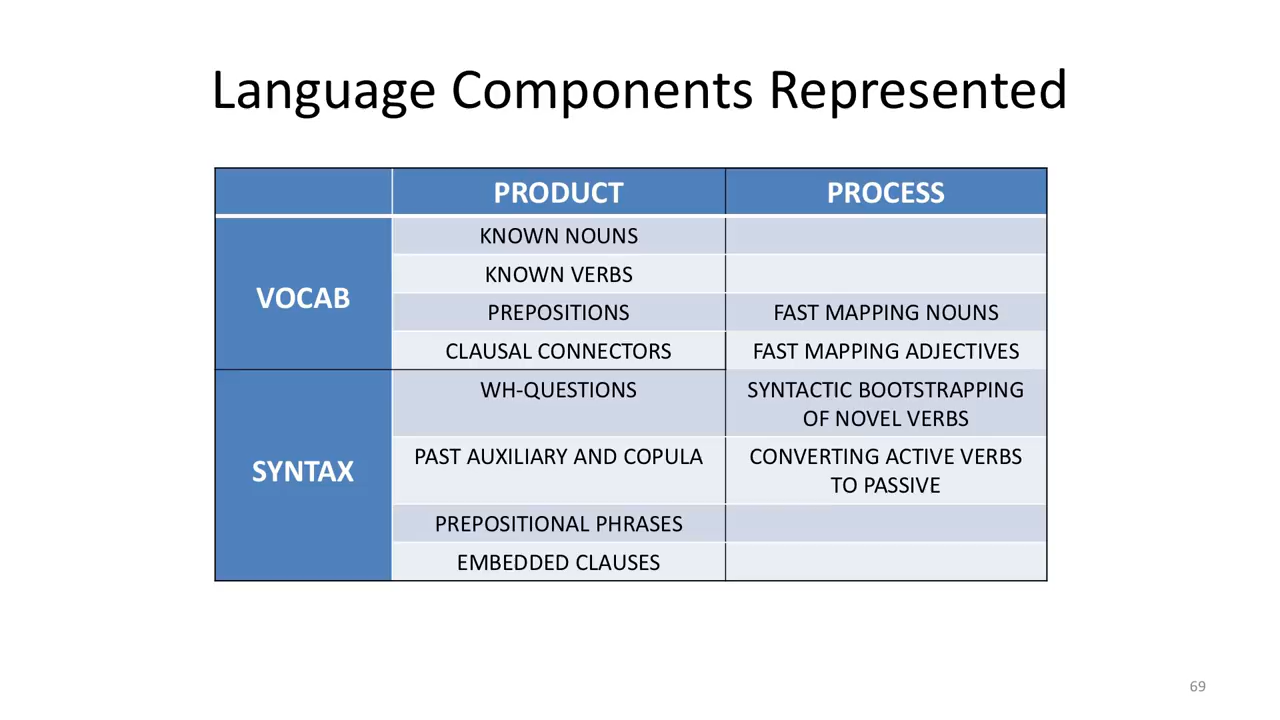 Language Components Represented
PRODUCT PROCESS
VOCAB
KNOWN NOUNS
KNOWN VERBS
PREPOSITIONS FAST MAPPING NOUNS
CLAUSAL CONNECTORS FAST MAPPING ADJECTIVES
SYNTAX
WH-QUESTIONS SYNTACTIC BOOTSTRAPPING
OF NOVEL VERBS
PAST AUXILIARY AND COPULA CONVERTING ACTIVE VERBS
TO PASSIVE
PREPOSITIONAL PHRASES
EMBEDDED CLAUSES
69